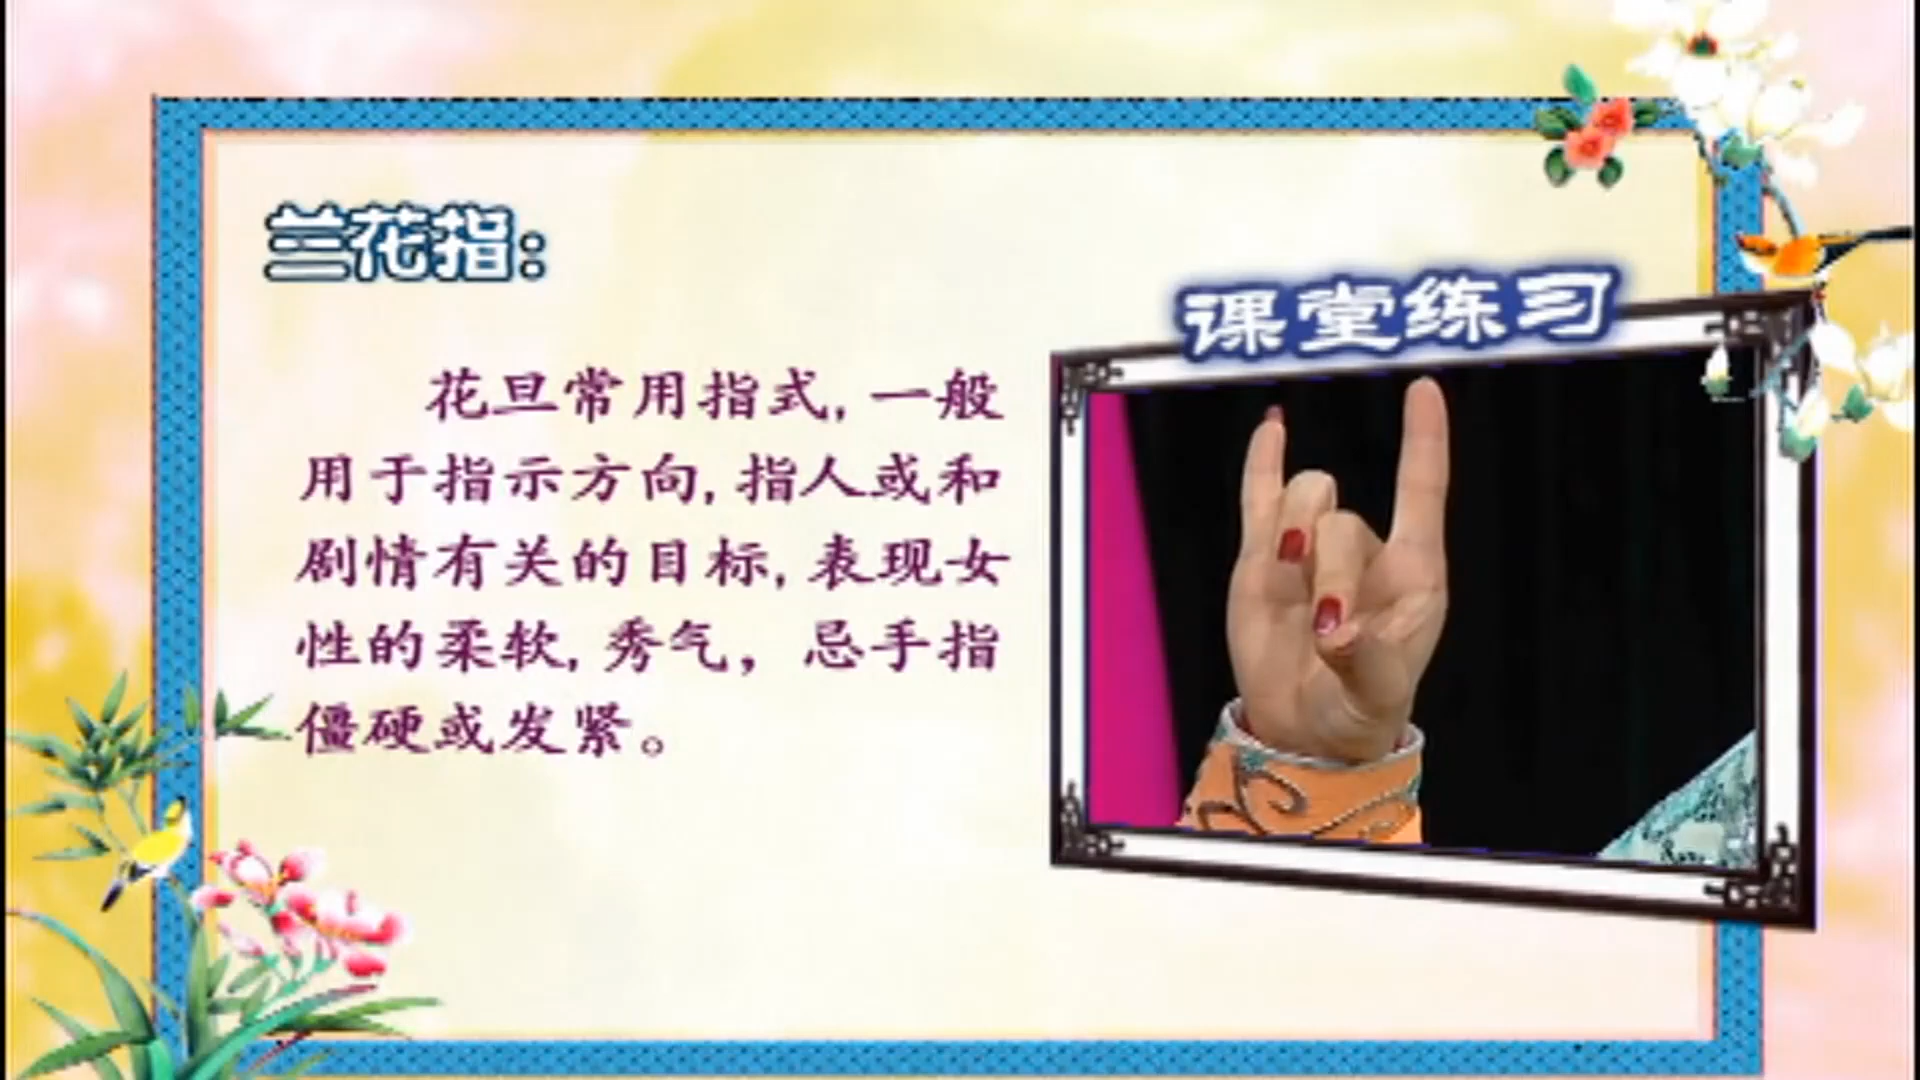 兰花指:
课堂练习
花旦常用指式,一般
用于指示方向,指人或和
剧情有关的目标,表现女
性的柔软,秀气，忌手指
僵硬或发紧。